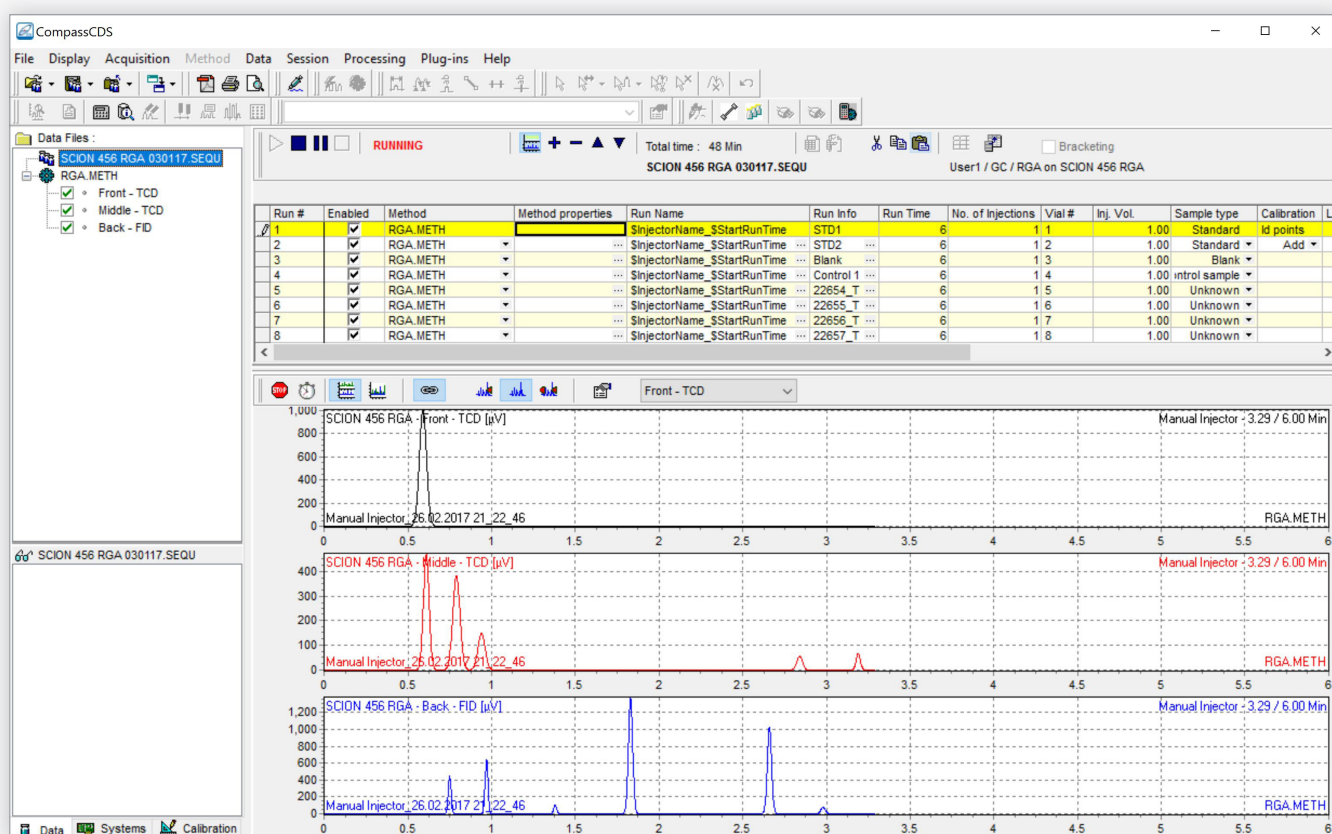 CompassCDS
File Display Acquisition Method Data Session Processing Plug-ins Help
Data Files :
SCION 456 RGA 030117.SEQU
RGA.METH
Front - TCD
Middle - TCD
Back - FID
RUNNING
Total time : 48 Min
Bracketing
SCION 456 RGA 030117.SEQU
User1 / GC / RGA on SCION 456 RGA
Run # Enabled Method Method properties Run Name Run Info Run Time No. of Injections Vial # Inj. Vol. Sample type Calibration L
1 RGA.METH $InjectorName_$StartRunTime STD1 6 1 1 1.00 Standard ld points
2 RGA.METH ... $InjectorName_$StartRunTime ... STD2 ... 6 1 2 1.00 Standard Add
3 RGA.METH ... $InjectorName_$StartRunTime ... Blank ... 6 1 3 1.00 Blank
4 RGA.METH ... $InjectorName_$StartRunTime ... Control 1 ... 6 1 4 1.00 ntrol sample
5 RGA.METH ... $InjectorName_$StartRunTime ... 22654_T ... 6 1 5 1.00 Unknown
6 RGA.METH ... $InjectorName_$StartRunTime ... 22655_T ... 6 1 6 1.00 Unknown
7 RGA.METH ... $InjectorName_$StartRunTime ... 22656_T ... 6 1 7 1.00 Unknown
8 RGA.METH ... $InjectorName_$StartRunTime ... 22657_T ... 6 1 8 1.00 Unknown
STOP
Front - TCD
SCION 456 RGA - Front - TCD [µV]
Manual Injector - 3.29 / 6.00 Min
1,000
800
600
400
200
0
Manual Injector_26.02.2017 21_22_46
RGA.METH
0 0.5 1 1.5 2 2.5 3 3.5 4 4.5 5 5.5 6
SCION 456 RGA 030117.SEQU
SCION 456 RGA - Middle - TCD [µV]
Manual Injector - 3.29 / 6.00 Min
400
300
200
100
0
Manual Injector_26.02.2017 21_22_46
RGA.METH
0 0.5 1 1.5 2 2.5 3 3.5 4 4.5 5 5.5 6
SCION 456 RGA - Back - FID [µV]
Manual Injector - 3.29 / 6.00 Min
1,200
1,000
800
600
400
200
0
Manual Injector_26.02.2017 21_22_46
RGA.METH
0 0.5 1 1.5 2 2.5 3 3.5 4 4.5 5 5.5 6
Data Systems Calibration